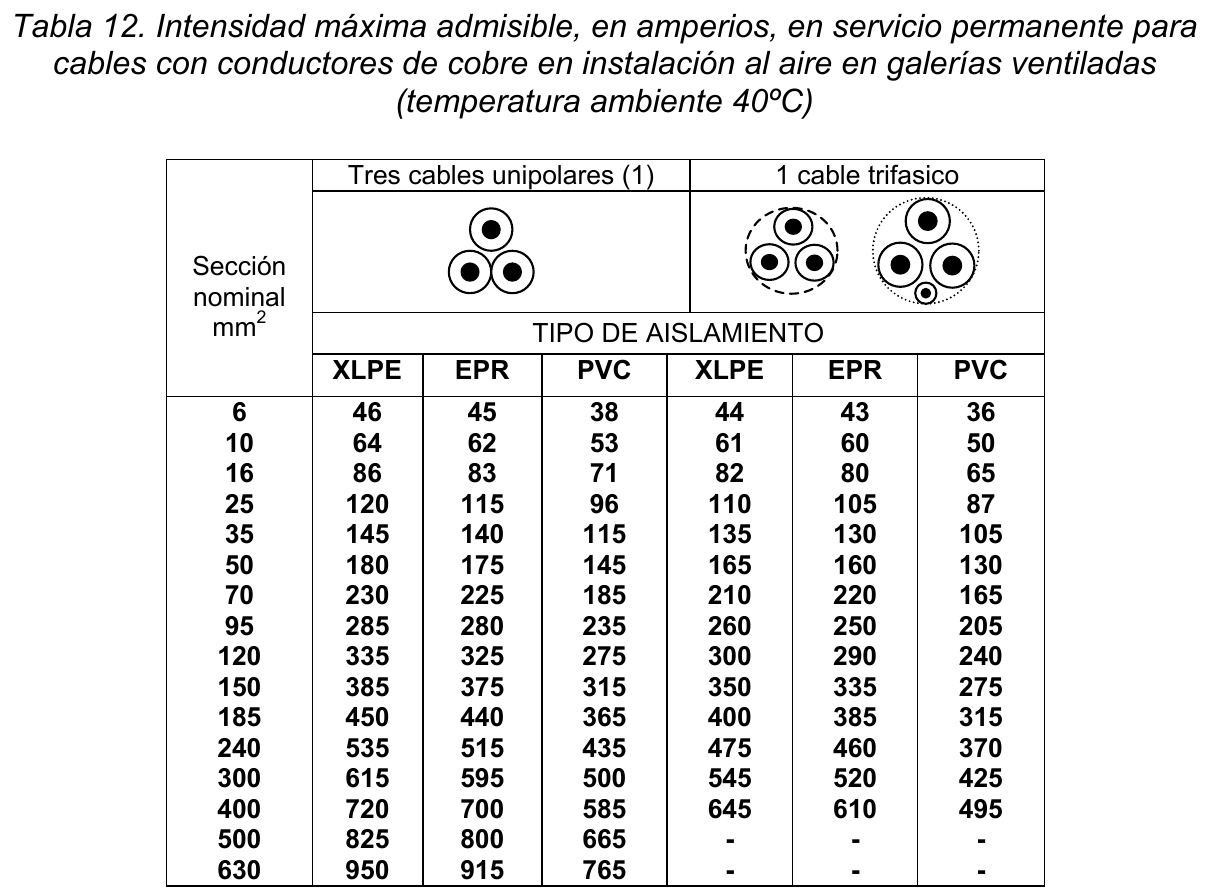 Tabla 12. Intensidad máxima admisible, en amperios, en servicio permanente para
cables con conductores de cobre en instalación al aire en galerías ventiladas
(temperatura ambiente 40ºC)
Sección
nominal
mm²
Tres cables unipolares (1) 1 cable trifasico
TIPO DE AISLAMIENTO
XLPE EPR PVC XLPE EPR PVC
6 46 45 38 44 43 36
10 64 62 53 61 60 50
16 86 83 71 82 80 65
25 120 115 96 110 105 87
35 145 140 115 135 130 105
50 180 175 145 165 160 130
70 230 225 185 210 220 165
95 285 280 235 260 250 205
120 335 325 275 300 290 240
150 385 375 315 350 335 275
185 450 440 365 400 385 315
240 535 515 435 475 460 370
300 615 595 500 545 520 425
400 720 700 585 645 610 495
500 825 800 665 - - -
630 950 915 765 - - -